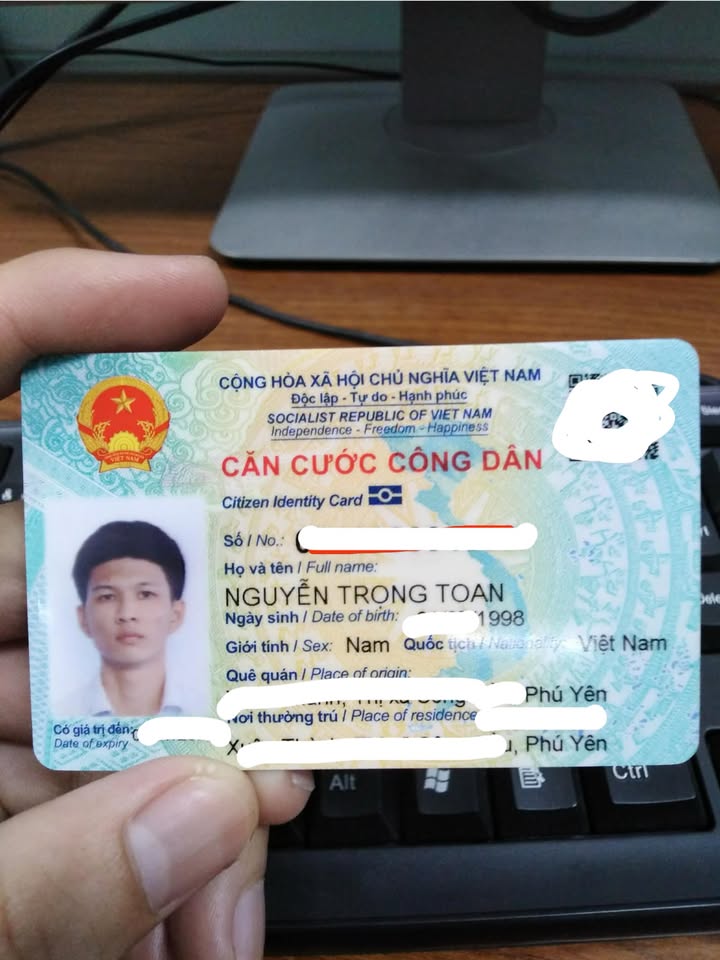 CỘNG HÒA XÃ HỘI CHỦ NGHĨA VIỆT NAM
Độc lập - Tự do - Hạnh phúc
SOCIALIST REPUBLIC OF VIET NAM
Independence - Freedom - Happiness
CĂN CƯỚC CÔNG DÂN
Citizen Identity Card
Số / No.:
Họ và tên / Full name:
NGUYỄN TRỌNG TOAN
Ngày sinh / Date of birth: 1998
Giới tính / Sex: Nam Quốc tịch / Nationality: Việt Nam
Quê quán / Place of origin:
Phú Yên
Nơi thường trú / Place of residence
Phú Yên
Có giá trị đến:
Date of expiry
VIỆT NAM
Alt
Ctrl